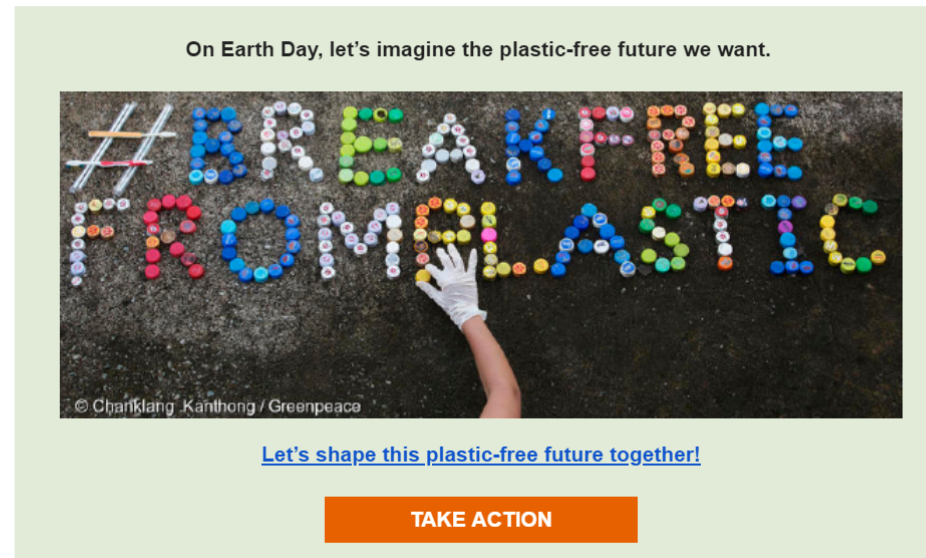 On Earth Day, let’s imagine the plastic-free future we want.
#BREAKFREE
FROMPLASTIC
© Chanklang Kanthong / Greenpeace
Let’s shape this plastic-free future together!
TAKE ACTION